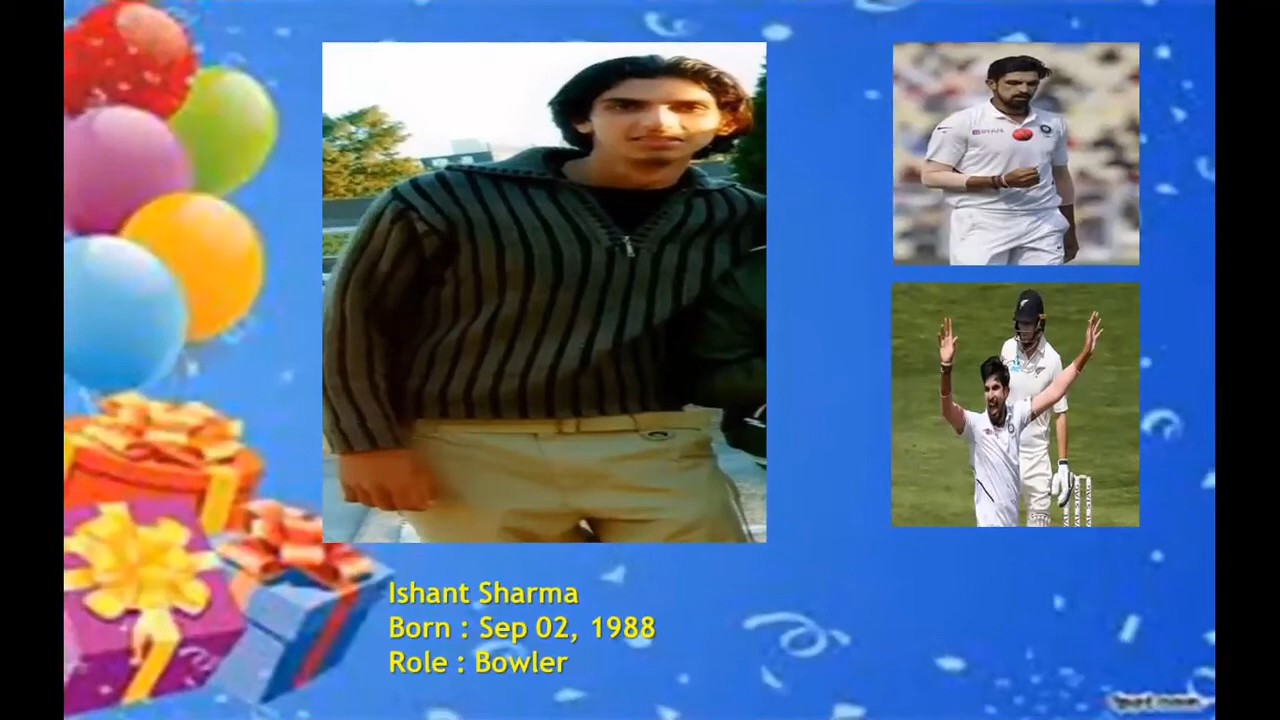 Ishant Sharma
Born : Sep 02, 1988
Role : Bowler